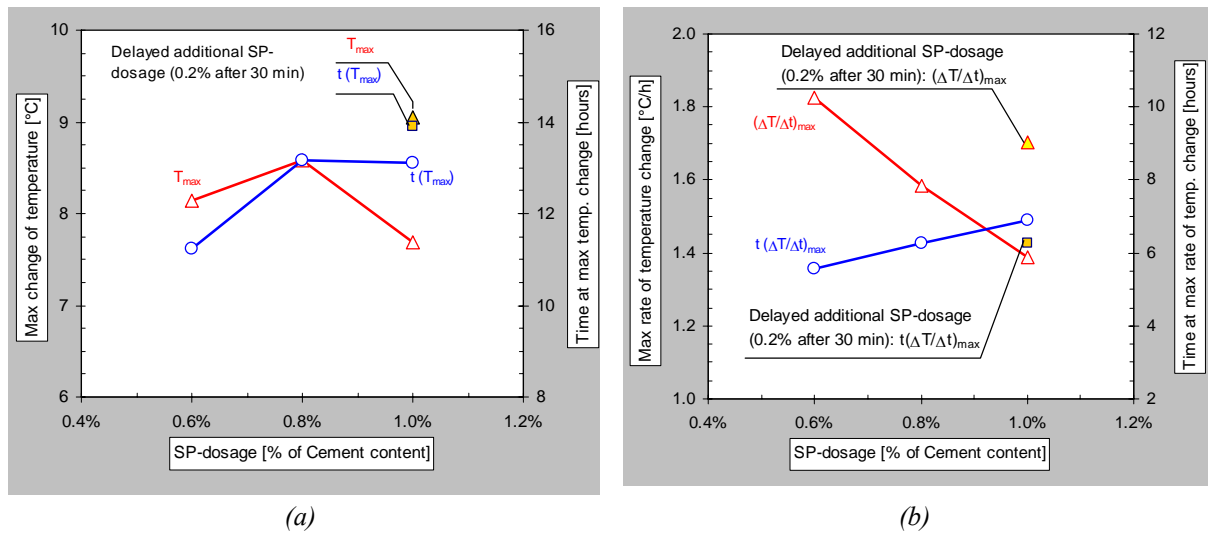 10
9
8
7
6
16
14
12
10
8
0.4%
0.6%
0.8%
1.0%
1.2%
Max change of temperature [°C]
Time at max temp. change [hours]
SP-dosage [% of Cement content]
Delayed additional SP-
dosage (0.2% after 30 min)
T_max
t (T_max)
T_max
t (T_max)
(a)
2.0
1.8
1.6
1.4
1.2
1.0
12
10
8
6
4
2
0.4%
0.6%
0.8%
1.0%
1.2%
Max rate of temperature change [°C/h]
Time at max rate of temp. change [hours]
SP-dosage [% of Cement content]
Delayed additional SP-dosage
(0.2% after 30 min): (ΔT/Δt)max
(ΔT/Δt)max
t (ΔT/Δt)max
Delayed additional SP-dosage
(0.2% after 30 min): t(ΔT/Δt)max
(b)